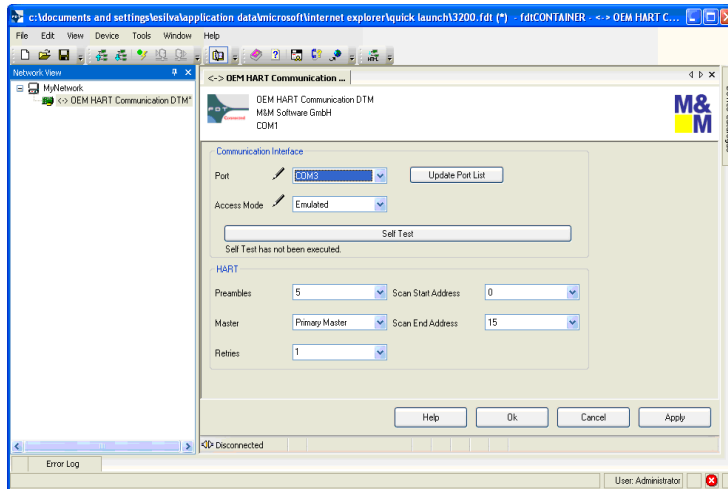 c:\documents and settings\esilva\application data\microsoft\internet explorer\quick launch\3200.fdt (*) - fdtCONTAINER - <-> OEM HART C...
File Edit View Device Tools Window Help
Network View
<-> OEM HART Communication ...
MyNetwork
<-> OEM HART Communication DTM*
OEM HART Communication DTM
M&M Software GmbH
COM1
FDT
M&
M
Communication Interface
Port COM3 Update Port List
Access Mode Emulated
Self Test
Self Test has not been executed.
HART
Preambles 5 Scan Start Address 0
Master Primary Master Scan End Address 15
Retries 1
Help Ok Cancel Apply
Disconnected
Error Log
User: Administrator